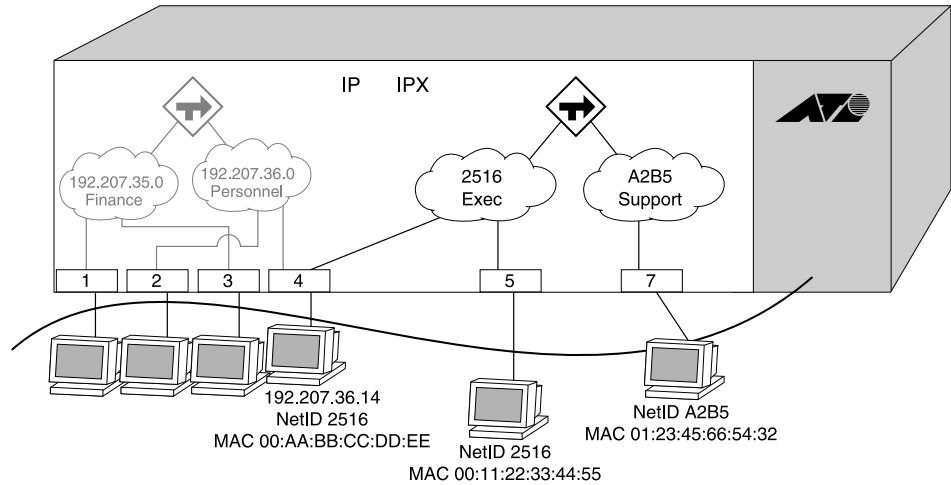 IP IPX
192.207.35.0
Finance
192.207.36.0
Personnel
2516
Exec
A2B5
Support
1 2 3 4 5 7
192.207.36.14
NetID 2516
MAC 00:AA:BB:CC:DD:EE
NetID 2516
MAC 00:11:22:33:44:55
NetID A2B5
MAC 01:23:45:66:54:32